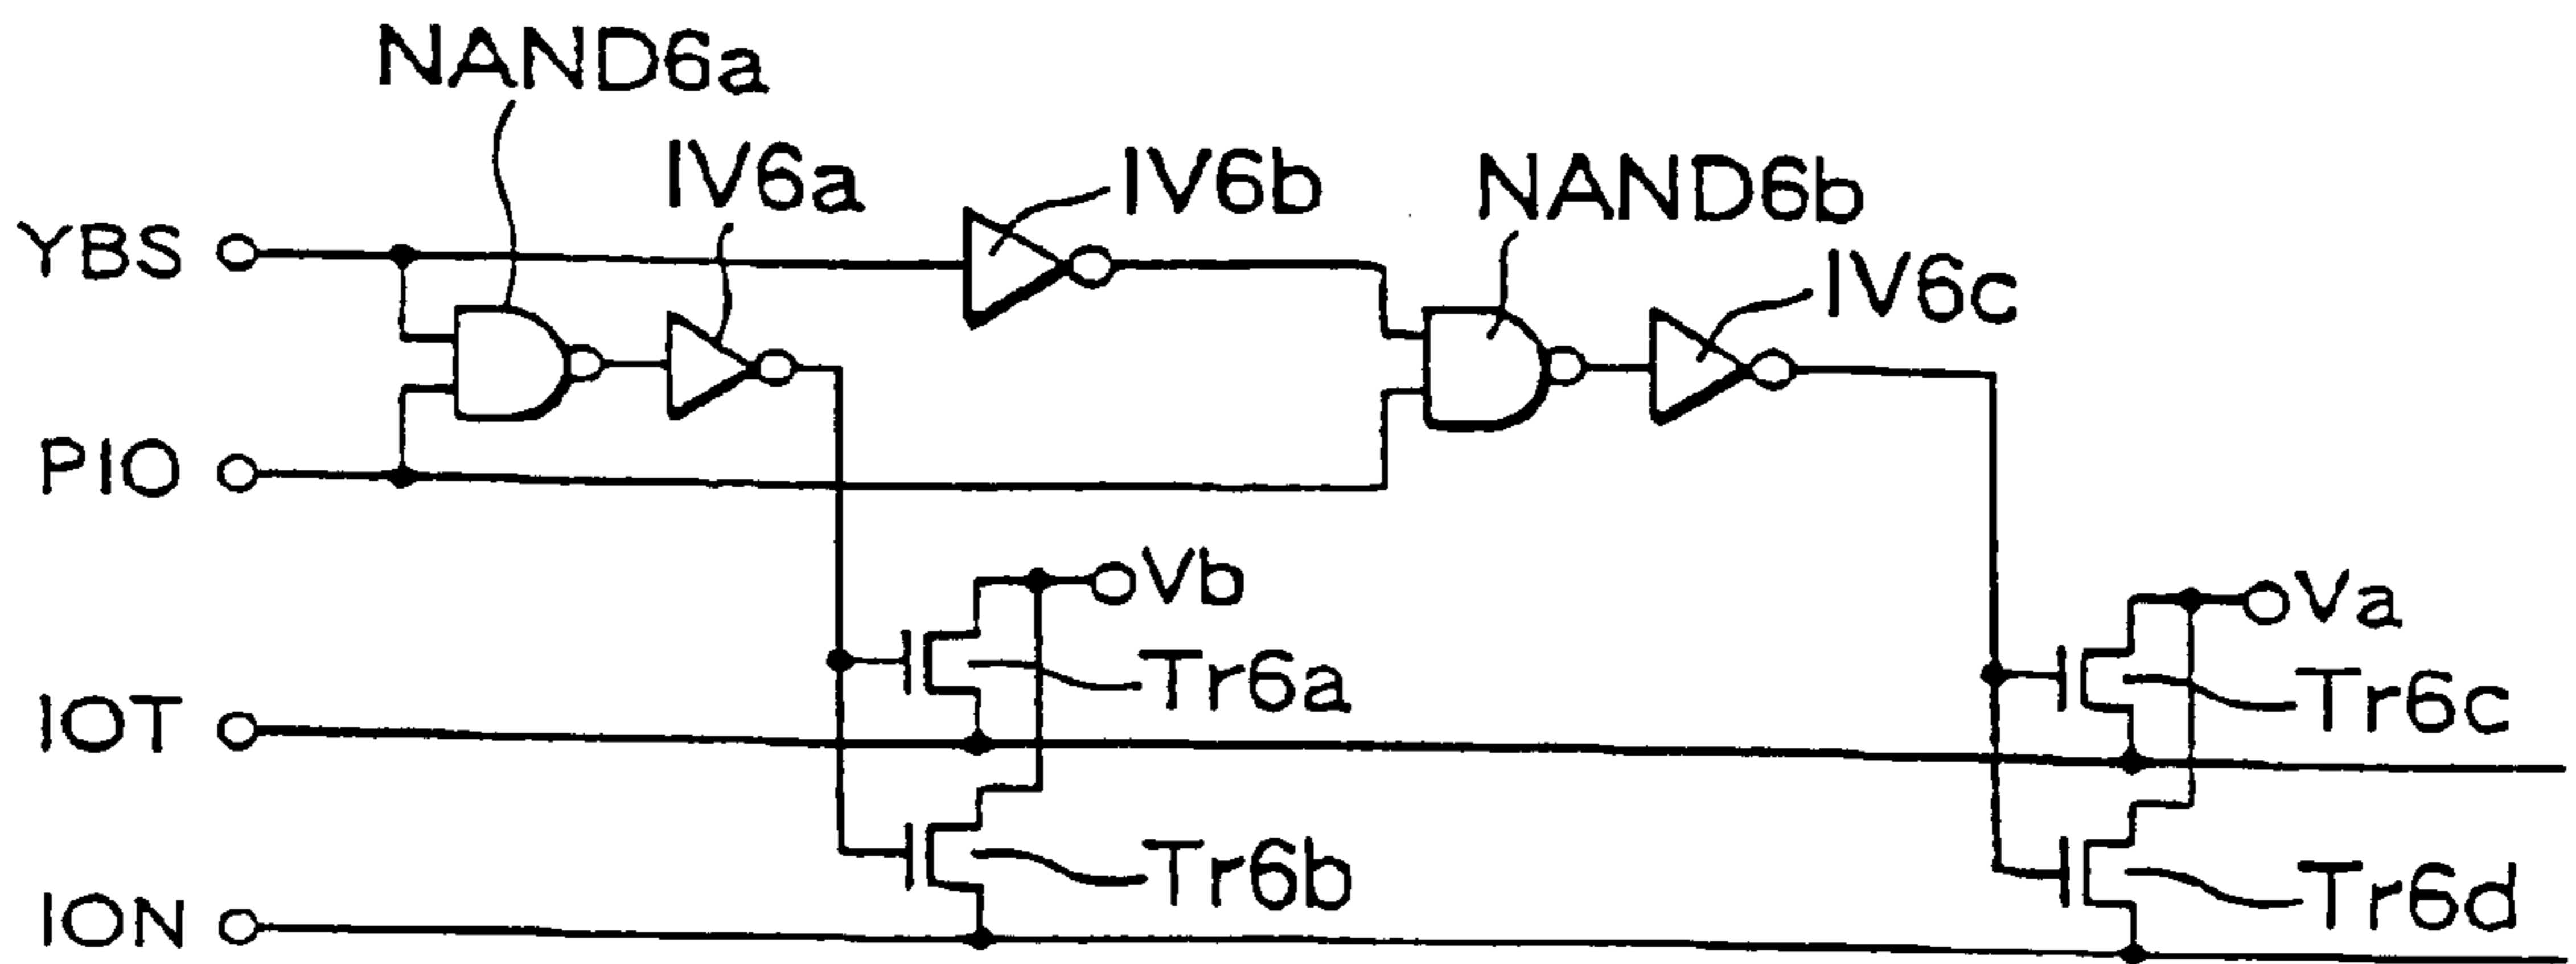 NAND6a
IV6a
IV6b
NAND6b
IV6c
YBS
PIO
Vb
Va
Tr6a
Tr6c
IOT
Tr6b
Tr6d
ION